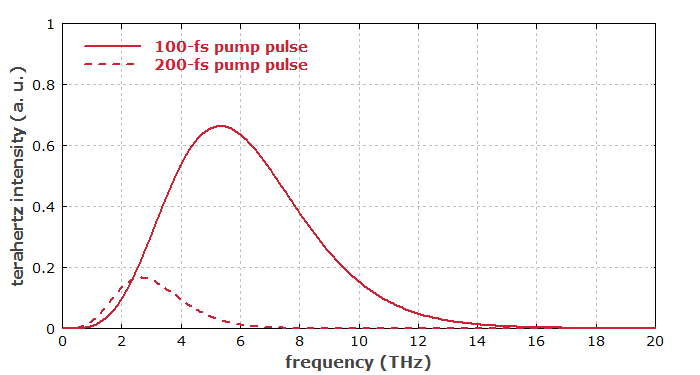 1
0.8
0.6
0.4
0.2
0
100-fs pump pulse
200-fs pump pulse
terahertz intensity (a. u.)
0 2 4 6 8 10 12 14 16 18 20
frequency (THz)